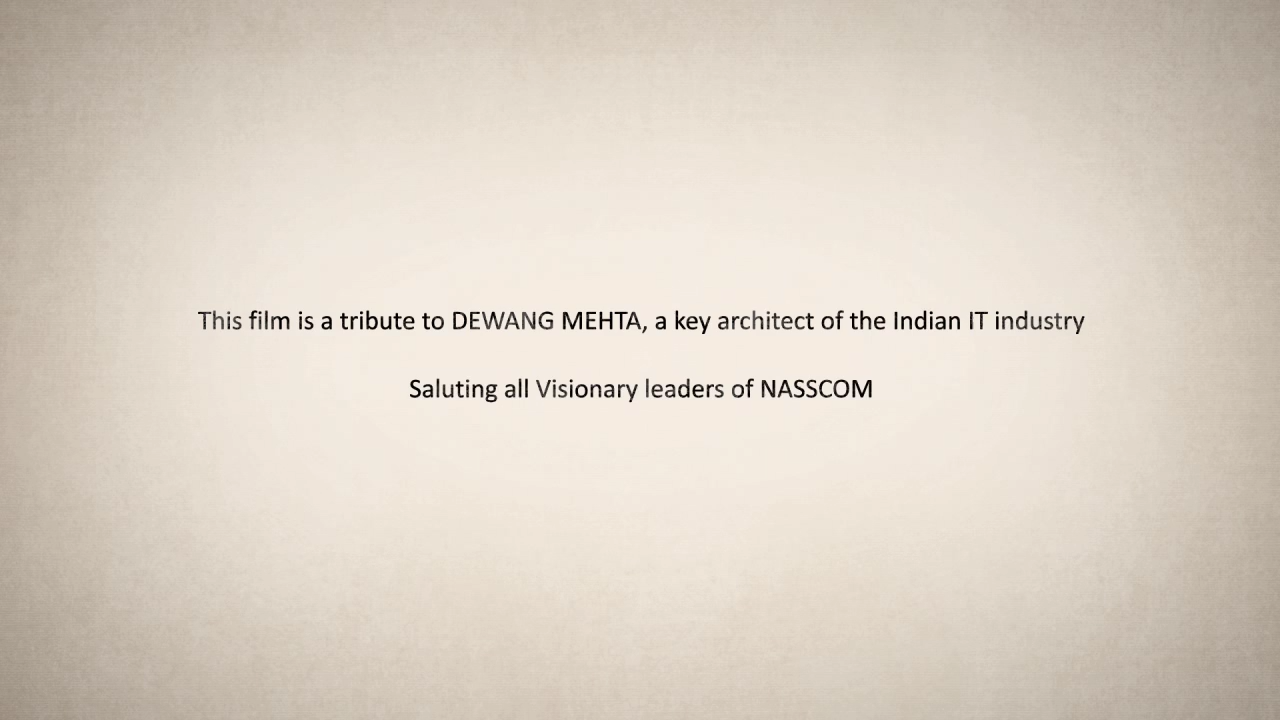 This film is a tribute to DEWANG MEHTA, a key architect of the Indian IT industry
Saluting all Visionary leaders of NASSCOM